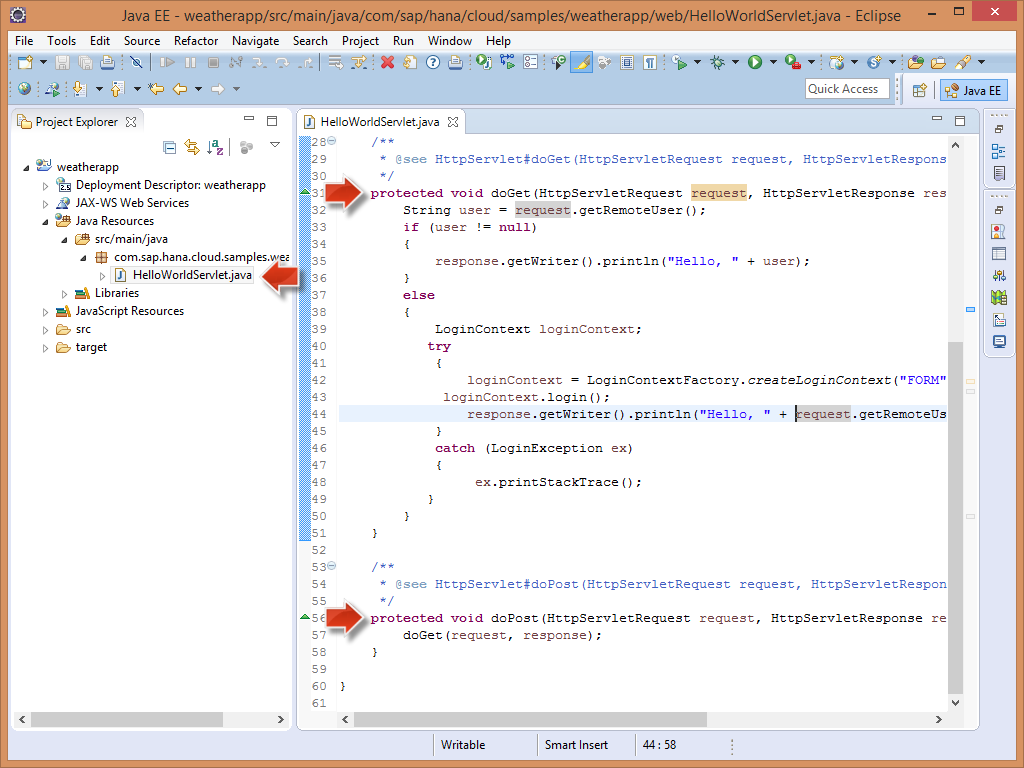 Java EE - weatherapp/src/main/java/com/sap/hana/cloud/samples/weatherapp/web/HelloWorldServlet.java - Eclipse
File Tools Edit Source Refactor Navigate Search Project Run Window Help
Quick Access
Java EE
Project Explorer
weatherapp
Deployment Descriptor: weatherapp
JAX-WS Web Services
Java Resources
src/main/java
com.sap.hana.cloud.samples.wea
HelloWorldServlet.java
Libraries
JavaScript Resources
src
target
HelloWorldServlet.java
28 /**
29 * @see HttpServlet#doGet(HttpServletRequest request, HttpServletRespons
30 */
31 protected void doGet(HttpServletRequest request, HttpServletResponse res
32 String user = request.getRemoteUser();
33 if (user != null)
34 {
35 response.getWriter().println("Hello, " + user);
36 }
37 else
38 {
39 LoginContext loginContext;
40 try
41 {
42 loginContext = LoginContextFactory.createLoginContext("FORM"
43 loginContext.login();
44 response.getWriter().println("Hello, " + request.getRemoteUs
45 }
46 catch (LoginException ex)
47 {
48 ex.printStackTrace();
49 }
50 }
51 }
52
53 /**
54 * @see HttpServlet#doPost(HttpServletRequest request, HttpServletRespon
55 */
56 protected void doPost(HttpServletRequest request, HttpServletResponse re
57 doGet(request, response);
58 }
59
60 }
61
Writable Smart Insert 44 : 58